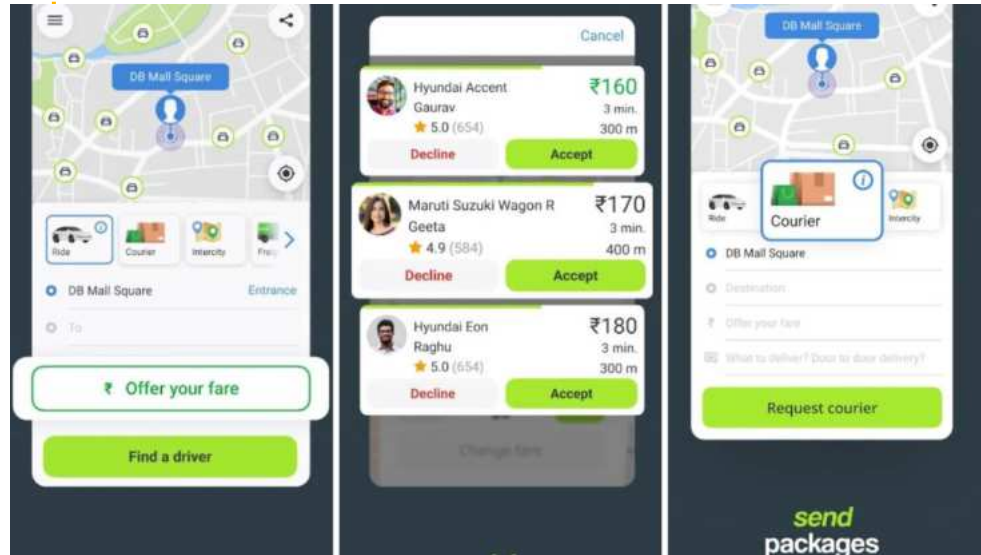 DB Mall Square
Ride
Courier
Intercity
DB Mall Square
Entrance
To
₹ Offer your fare
Find a driver
Cancel
Hyundai Accent
₹160
Gaurav
3 min.
5.0 (654)
300 m
Decline
Accept
Maruti Suzuki Wagon R
₹170
Geeta
3 min.
4.9 (584)
400 m
Decline
Accept
Hyundai Eon
₹180
Raghu
3 min.
5.0 (654)
300 m
Decline
Accept
Change fare
DB Mall Square
Ride
Courier
Intercity
DB Mall Square
Destination
₹ Offer your fare
What to deliver? Door to door delivery?
Request courier
send
packages